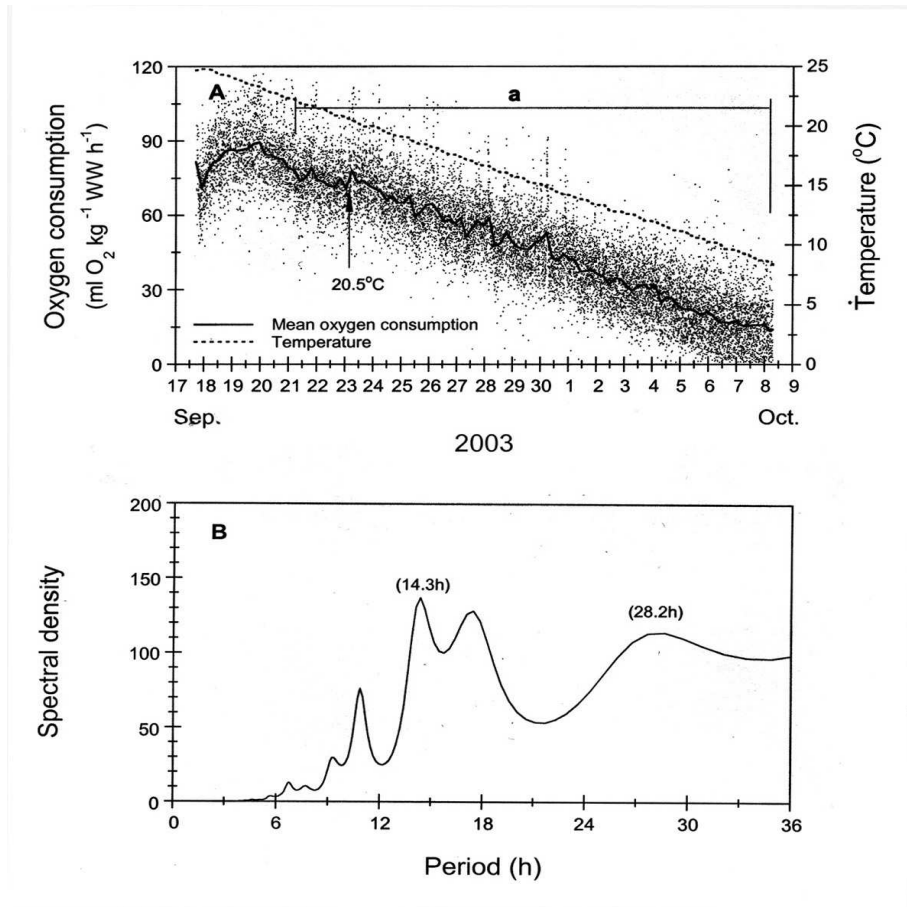 120
90
60
30
0
Oxygen consumption
(ml O₂ kg⁻¹ WW h⁻¹)
A
a
20.5°C
Mean oxygen consumption
Temperature
25
20
15
10
5
0
Temperature (°C)
17 18 19 20 21 22 23 24 25 26 27 28 29 30 1 2 3 4 5 6 7 8 9
Sep. Oct.
2003
200
150
100
50
0
Spectral density
B
(14.3h)
(28.2h)
0 6 12 18 24 30 36
Period (h)